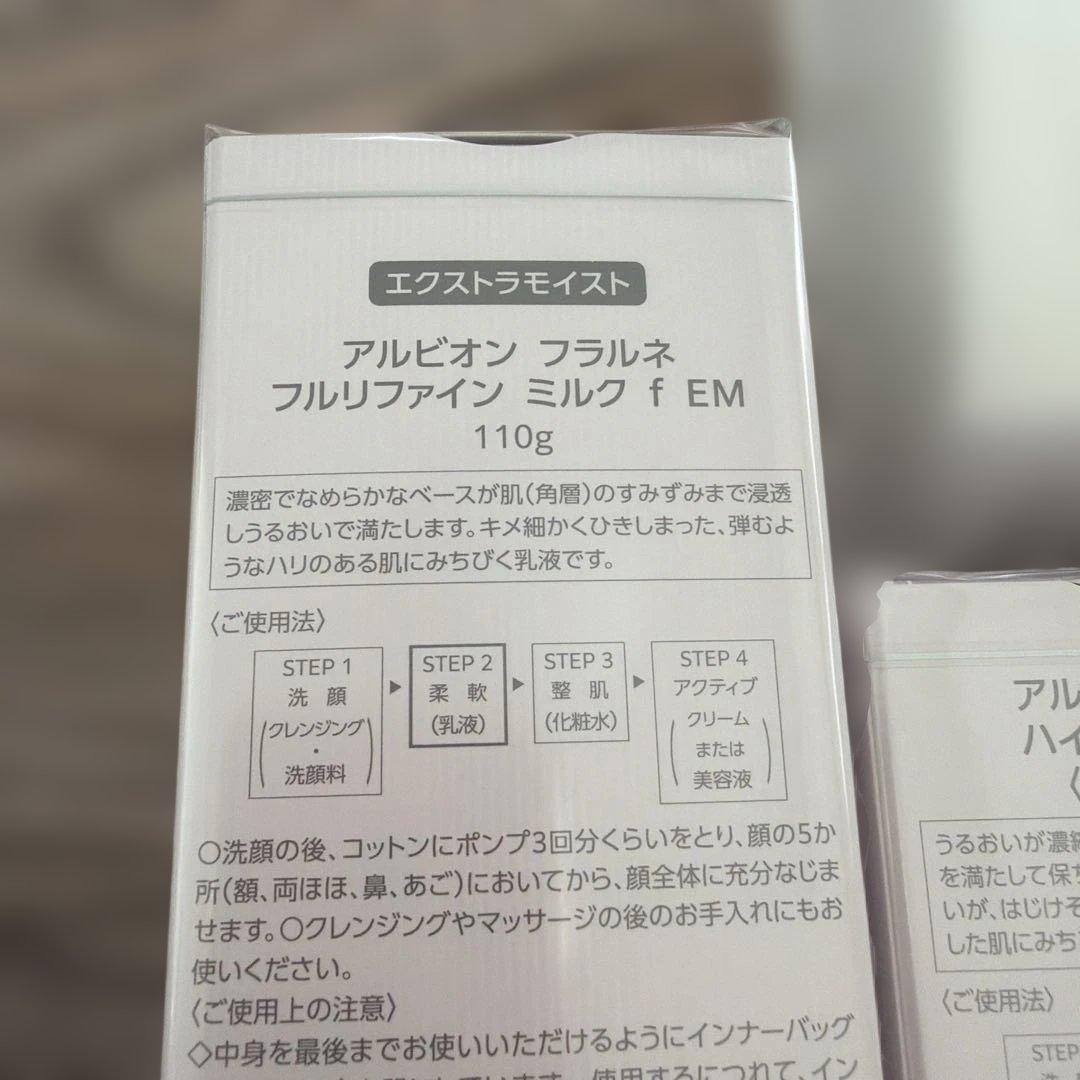 エクストラモイスト
アルビオン フラルネ
フルリファイン ミルク f EM
110g
濃密でなめらかなベースが肌(角層)のすみずみまで浸透
しうるおいで満たします。キメ細かくひきしまった、弾むよ
うなハリのある肌にみちびく乳液です。
〈ご使用法〉
STEP 1
洗 顔
(クレンジング
・
洗顔料)
STEP 2
柔 軟
(乳液)
STEP 3
整 肌
(化粧水)
STEP 4
アクティブ
(クリーム
または
美容液)
○洗顔の後、コットンにポンプ3回分くらいをとり、顔の5か
所(額、両ほほ、鼻、あご)においてから、顔全体に充分なじま
せます。○クレンジングやマッサージの後のお手入れにもお
使いください。
〈ご使用上の注意〉
◇中身を最後までお使いいただけるようにインナーバッグ
使用するにつれて、イン
アル
ハイ
うるおいが濃
を満たして保
いが、はじけ
した肌にみち
〈ご使用法〉
STEP